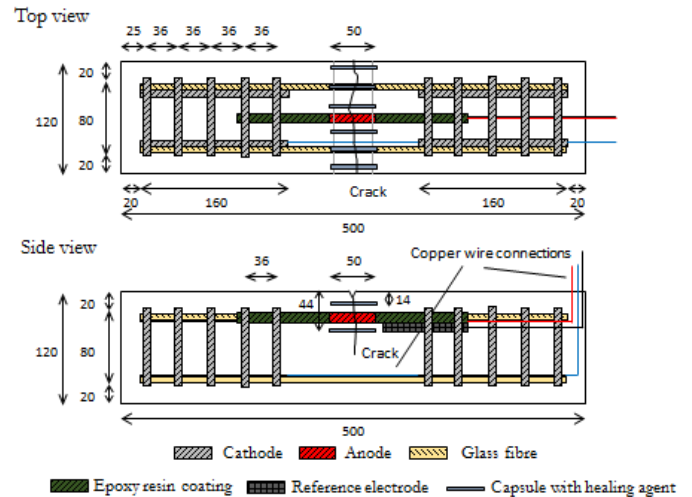 Top view
25 36 36 36 36 50
20
120 80
20
Crack
20 160 160 20
500
Side view
Copper wire connections
36 50
20 44 14
120 80
Crack
20
500
Cathode Anode Glass fibre
Epoxy resin coating Reference electrode Capsule with healing agent